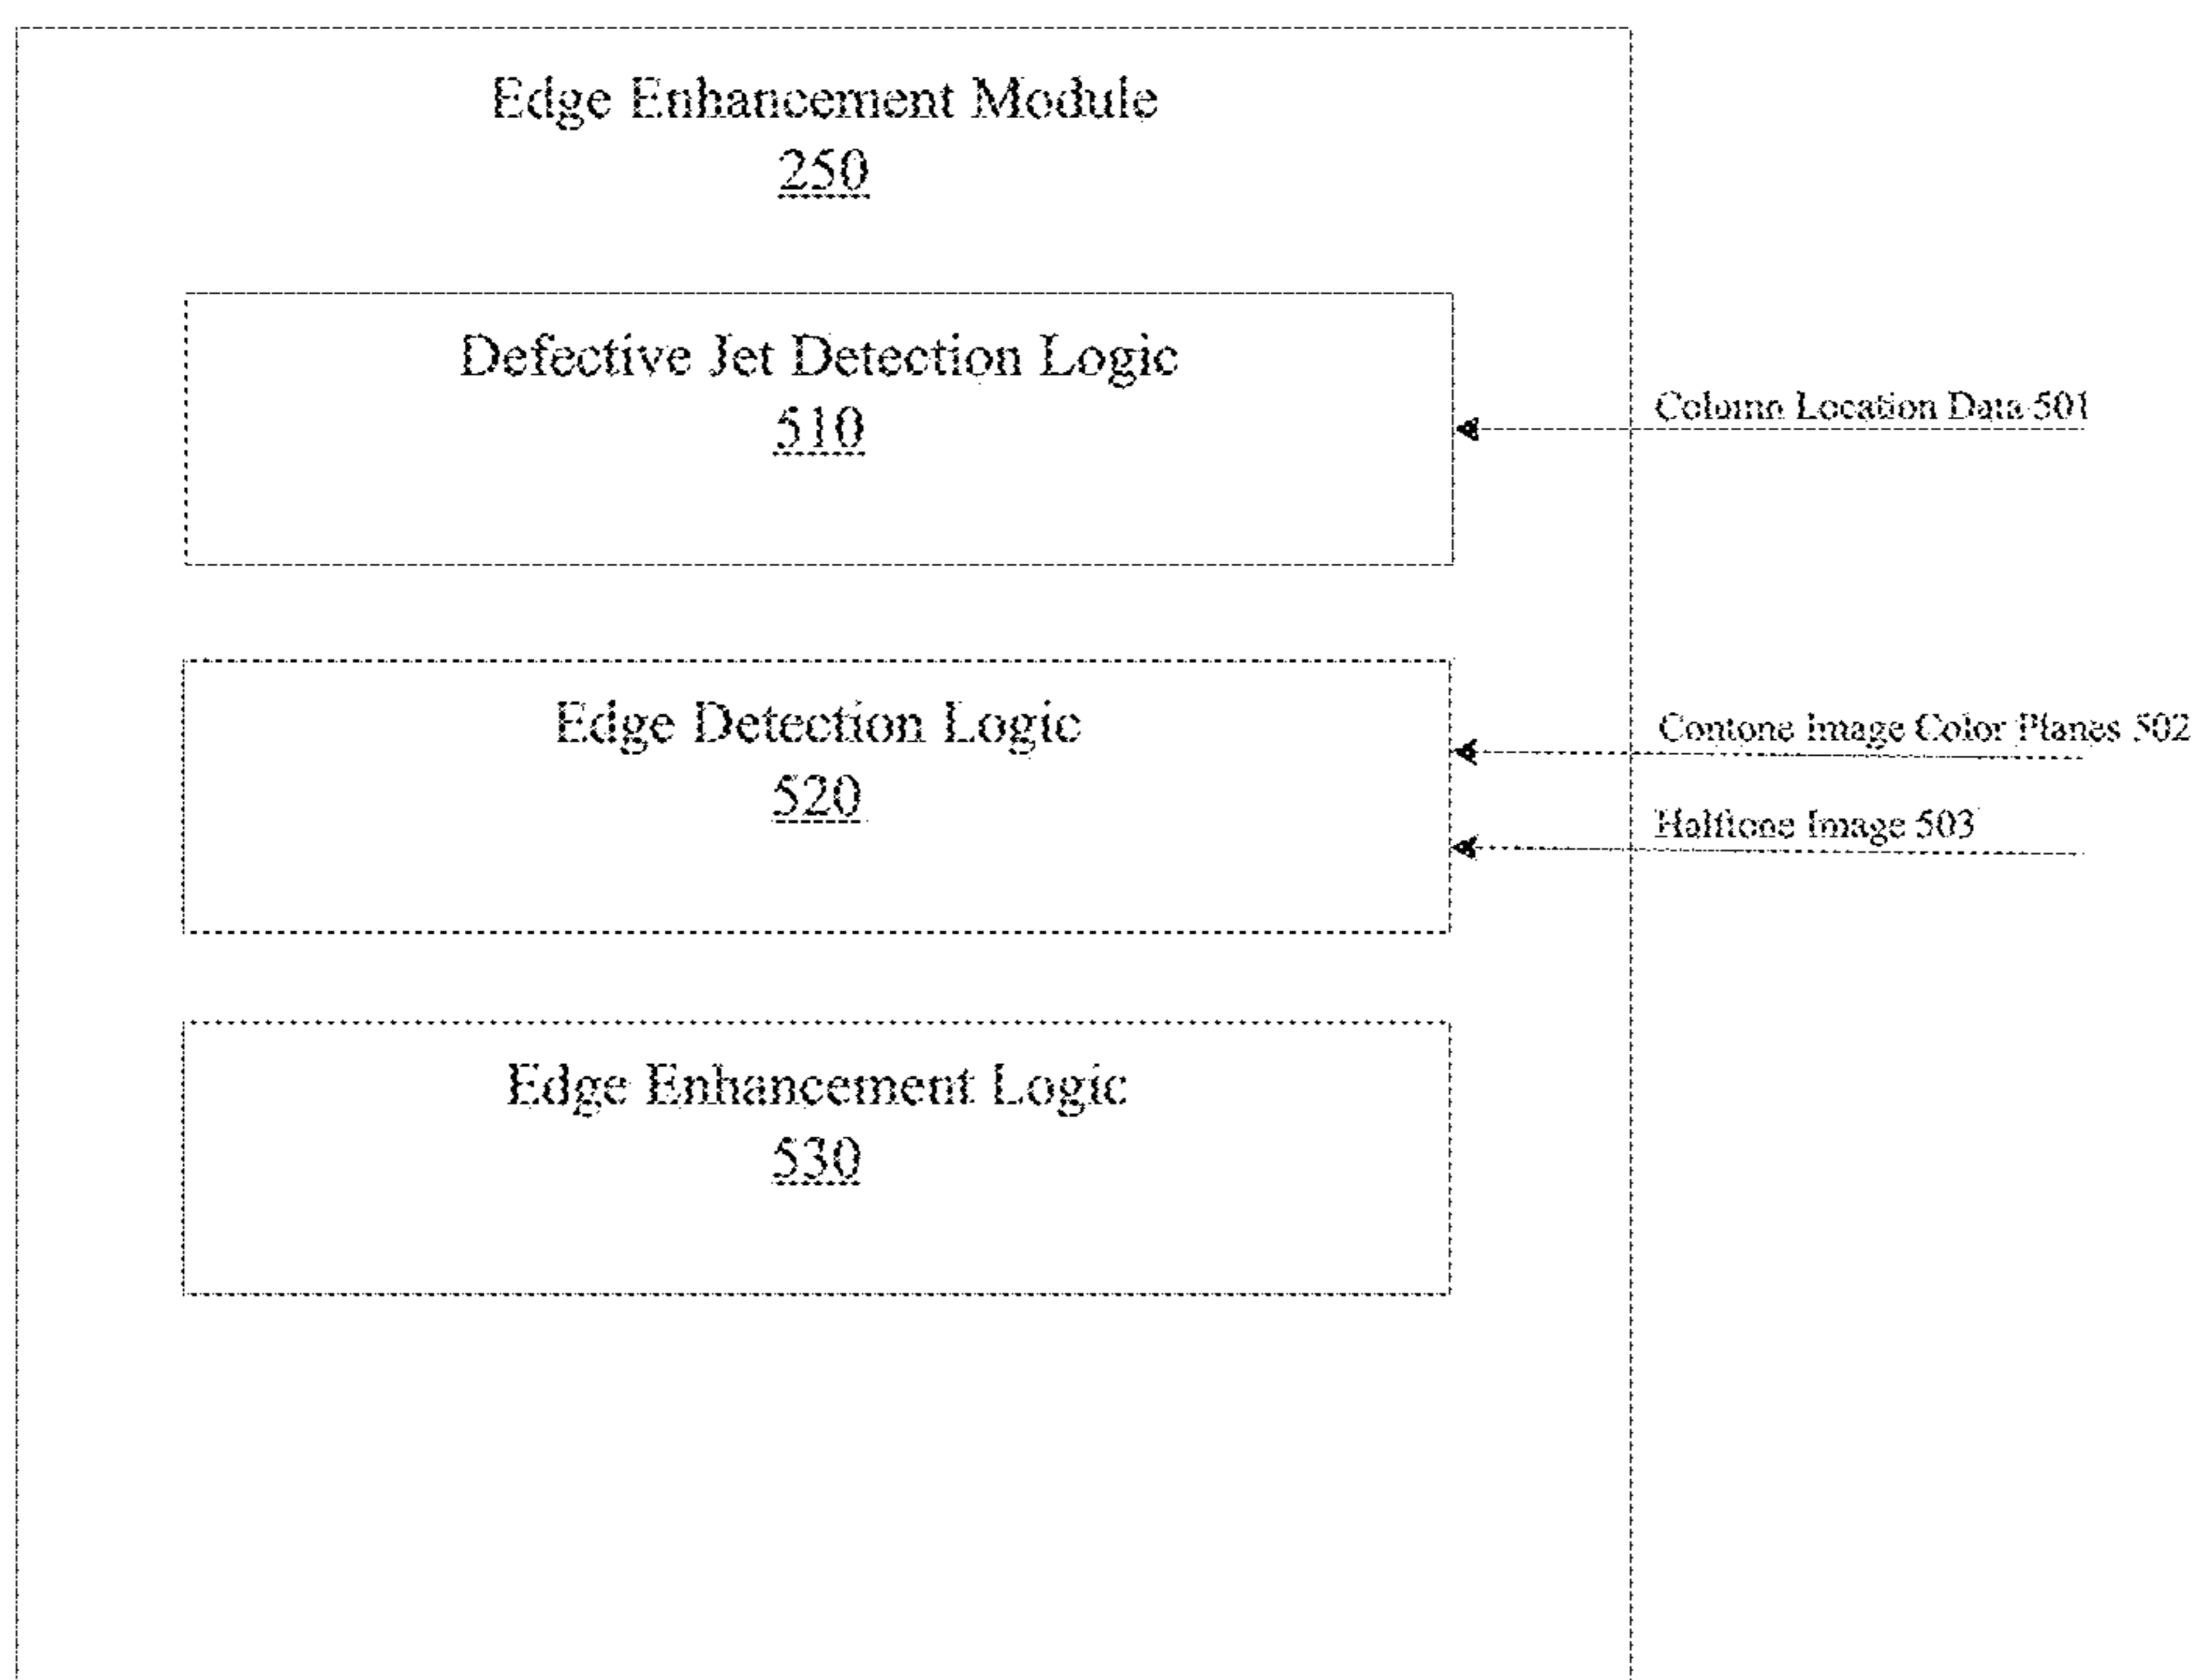 Edge Enhancement Module
250
Defective Jet Detection Logic
510
Column Location Data 501
Edge Detection Logic
520
Contone Image Color Planes 502
Halftone Image 503
Edge Enhancement Logic
530